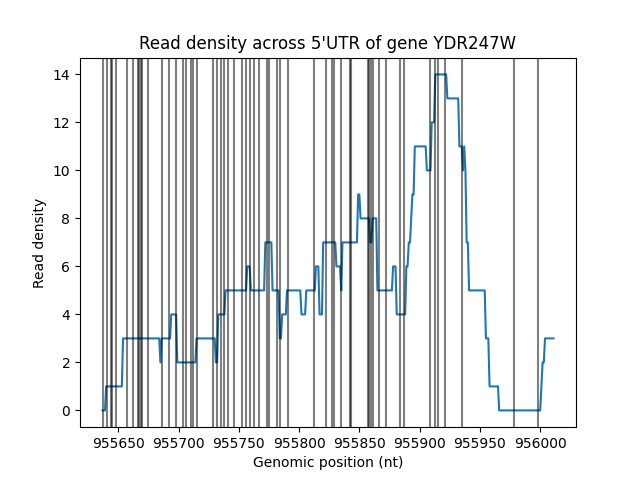 Read density across 5'UTR of gene YDR247W
14
12
10
8
6
4
2
0
Read density
955650 955700 955750 955800 955850 955900 955950 956000
Genomic position (nt)